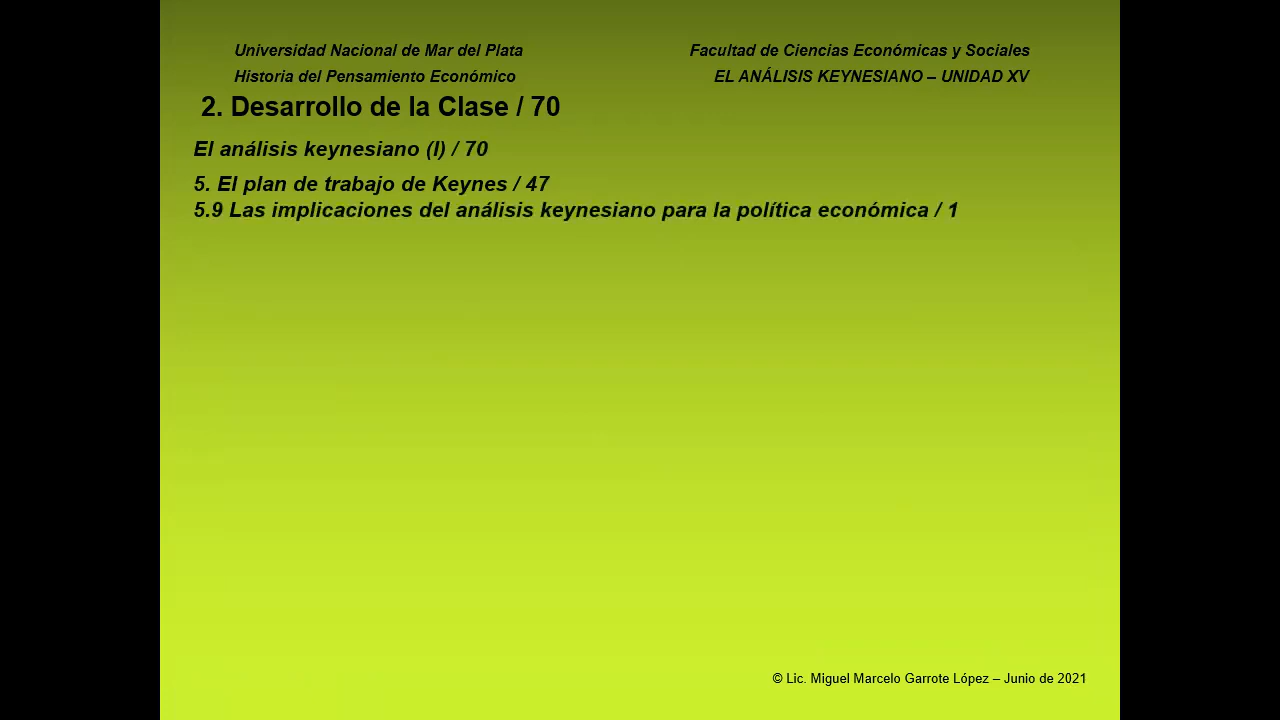 Universidad Nacional de Mar del Plata
Facultad de Ciencias Económicas y Sociales
Historia del Pensamiento Económico
EL ANÁLISIS KEYNESIANO – UNIDAD XV
2. Desarrollo de la Clase / 70
El análisis keynesiano (I) / 70
5. El plan de trabajo de Keynes / 47
5.9 Las implicaciones del análisis keynesiano para la política económica / 1
© Lic. Miguel Marcelo Garrote López – Junio de 2021